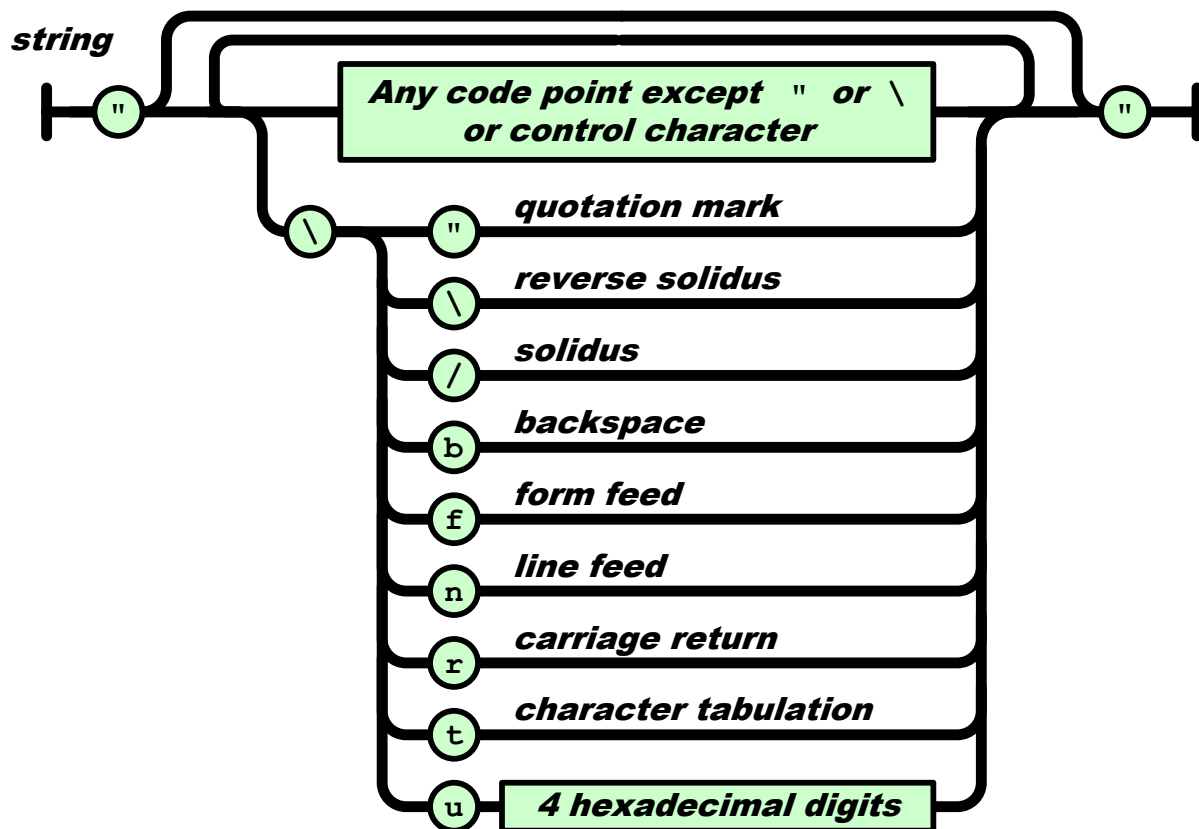 string
" Any code point except " or \ "
or control character
\ " quotation mark
\ reverse solidus
/ solidus
b backspace
f form feed
n line feed
r carriage return
t character tabulation
u 4 hexadecimal digits